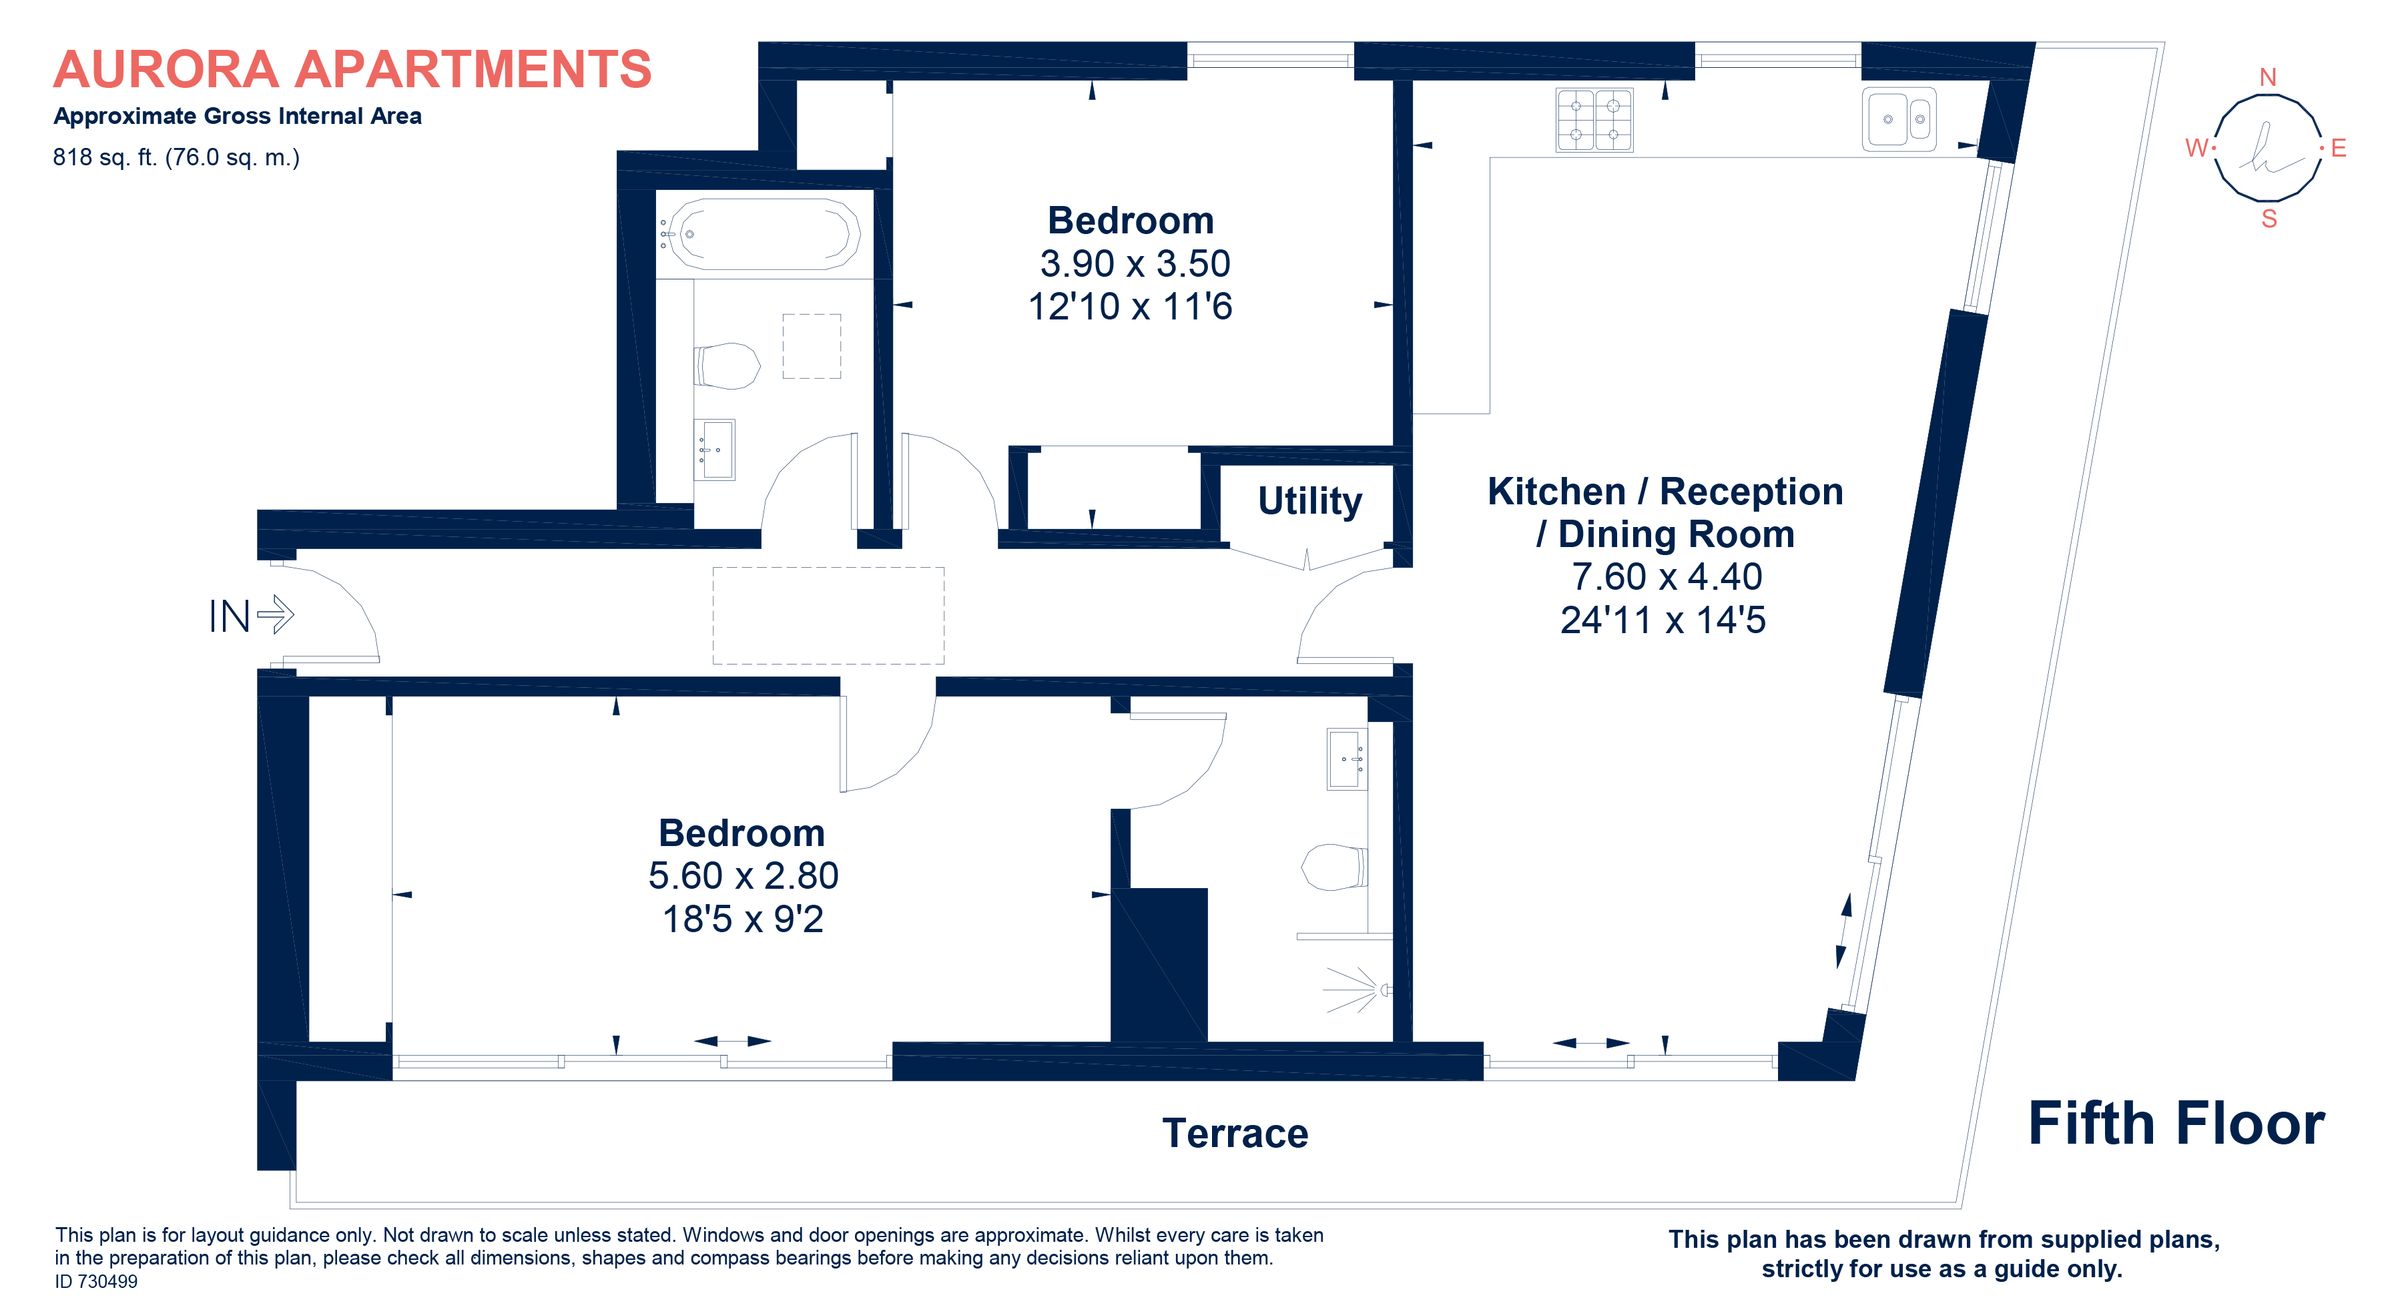 AURORA APARTMENTS
Approximate Gross Internal Area
818 sq. ft. (76.0 sq. m.)
N
W
E
S
Bedroom
3.90 x 3.50
12'10 x 11'6
Utility
Kitchen / Reception
/ Dining Room
7.60 x 4.40
24'11 x 14'5
IN
Bedroom
5.60 x 2.80
18'5 x 9'2
Terrace
Fifth Floor
This plan is for layout guidance only. Not drawn to scale unless stated. Windows and door openings are approximate. Whilst every care is taken
in the preparation of this plan, please check all dimensions, shapes and compass bearings before making any decisions reliant upon them.
ID 730499
This plan has been drawn from supplied plans,
strictly for use as a guide only.